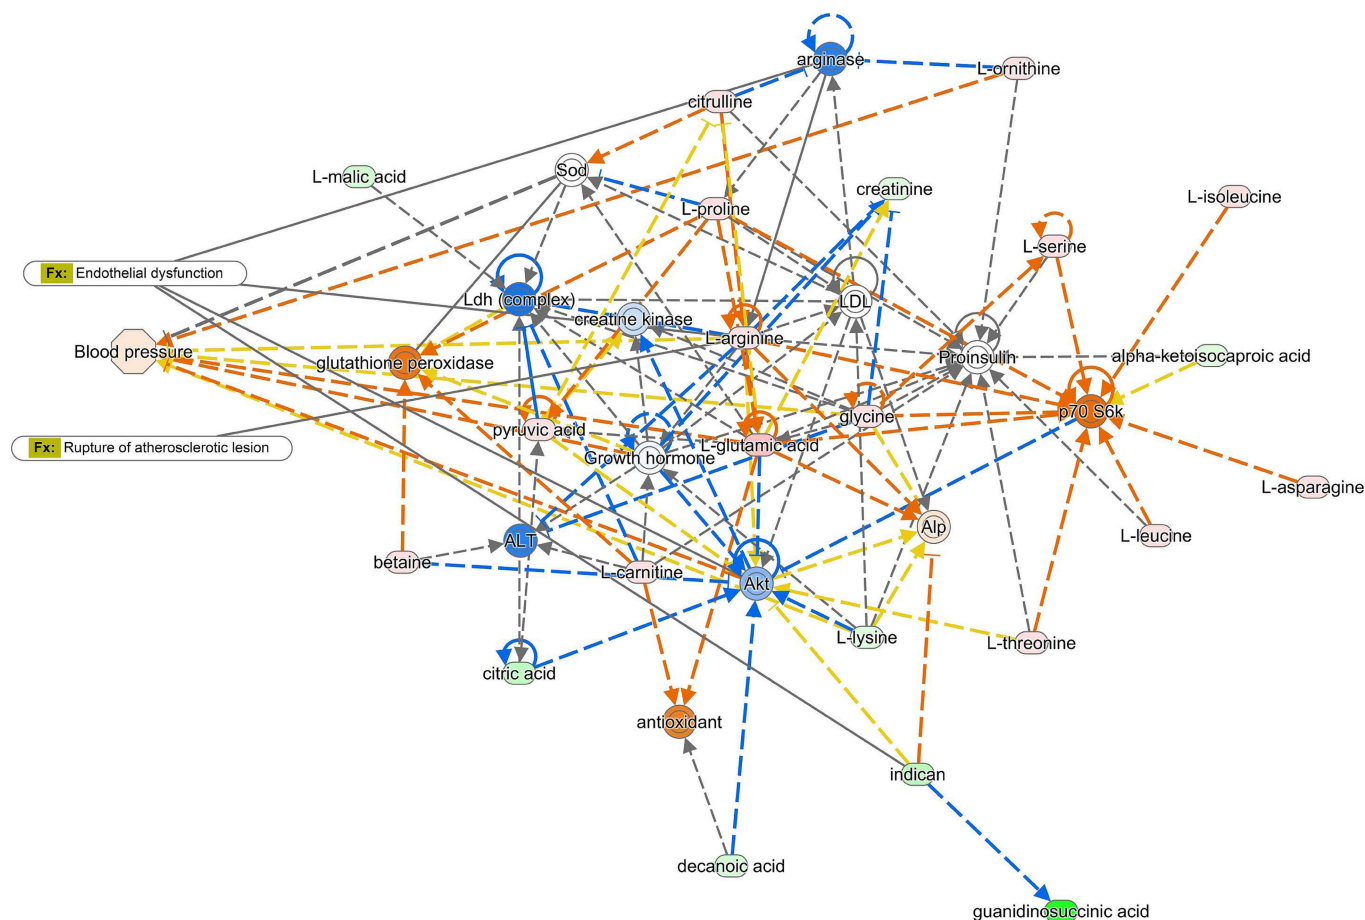 arginase
L-ornithine
citrulline
Sod
L-malic acid
creatinine
L-isoleucine
L-proline
L-serine
Fx: Endothelial dysfunction
Ldh (complex)
LDL
creatine kinase
L-arginine
Blood pressure
glutathione peroxidase
Proinsulin
alpha-ketoisocaproic acid
p70 S6k
glycine
pyruvic acid
Fx: Rupture of atherosclerotic lesion
Growth hormone
L-glutamic acid
L-asparagine
Alp
L-leucine
ALT
betaine
L-carnitine
Akt
L-lysine
L-threonine
citric acid
antioxidant
indican
decanoic acid
guanidinosuccinic acid